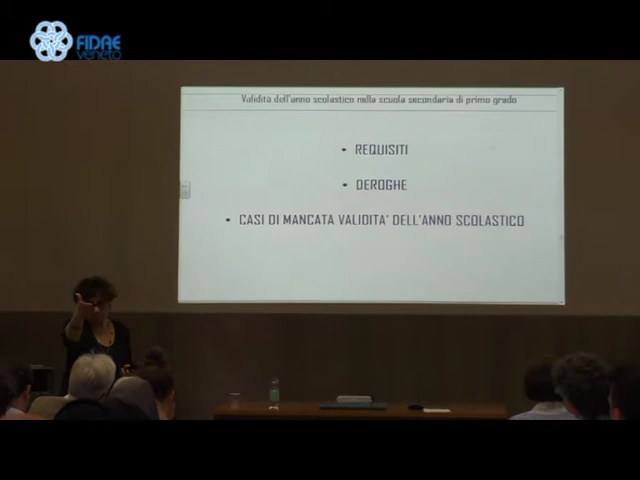 FIDAE
veneto
Validità dell'anno scolastico nella scuola secondaria di primo grado
• REQUISITI
• DEROGHE
• CASI DI MANCATA VALIDITA' DELL'ANNO SCOLASTICO